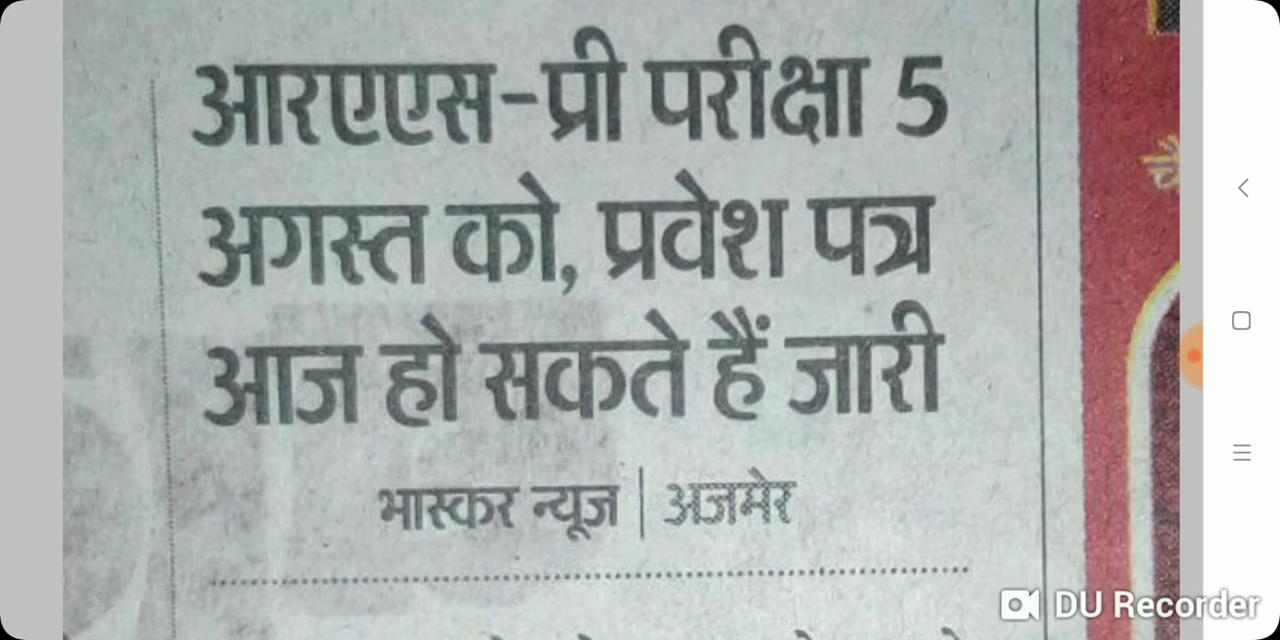 आरएएस-प्री परीक्षा 5
अगस्त को, प्रवेश पत्र
आज हो सकते हैं जारी
भास्कर न्यूज | अजमेर
DU Recorder